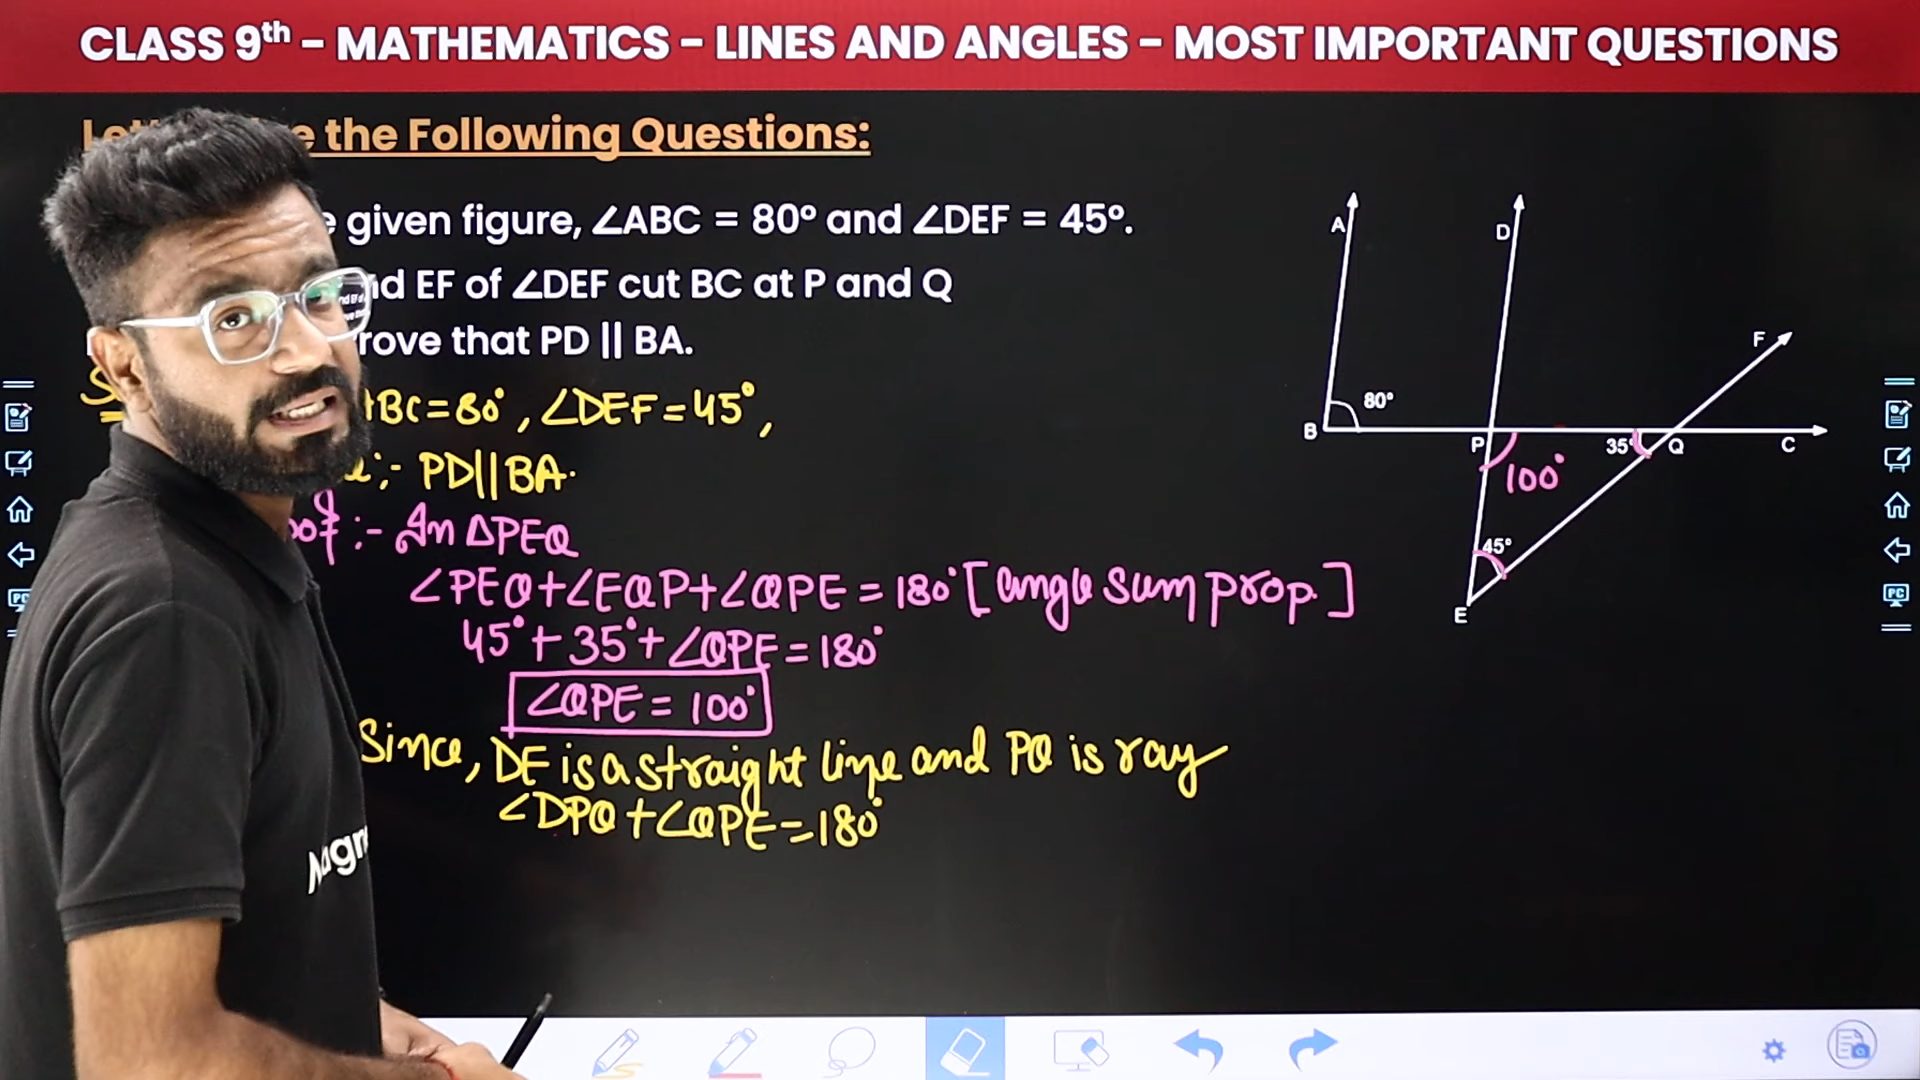 CLASS 9th – MATHEMATICS – LINES AND ANGLES – MOST IMPORTANT QUESTIONS
the Following Questions:
given figure, ∠ABC = 80° and ∠DEF = 45°.
EF of ∠DEF cut BC at P and Q
that PD || BA.
BC=80°, ∠DEF=45°,
:- PD||BA.
:- In ΔPEQ
∠PEQ+∠EQP+∠QPE=180° [angle sum prop.]
45°+35°+∠QPE=180°
∠QPE=100°
Since, DE is a straight line and PQ is ray
∠DPQ+∠QPE=180°
A
D
F
B
80°
P
35°
Q
C
100°
45°
E
PC
PC